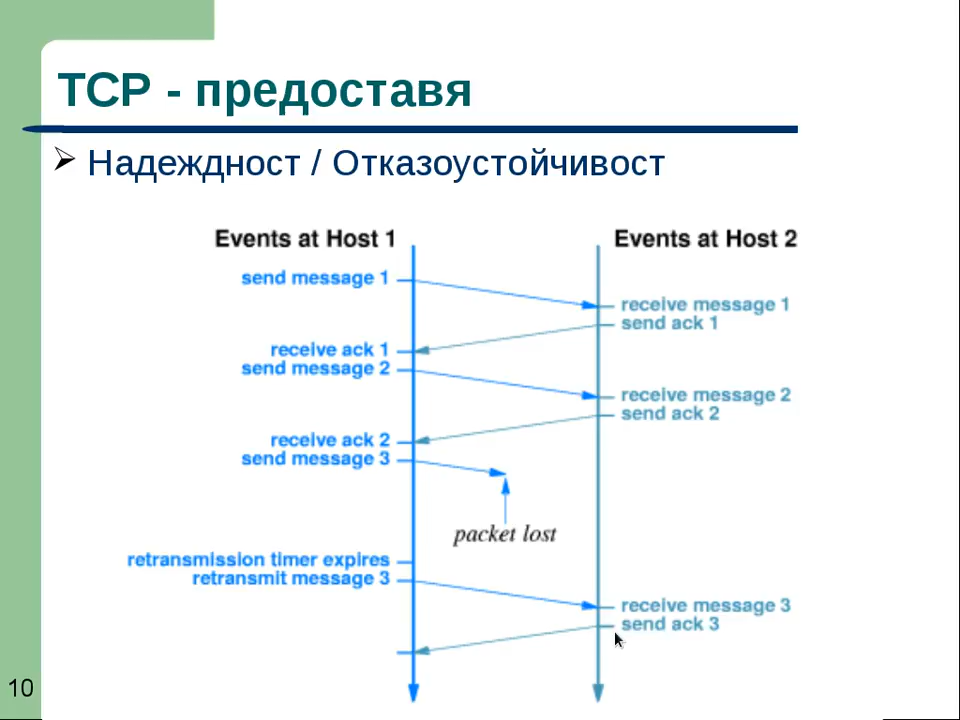 TCP - предоставя
Надеждност / Отказоустойчивост
Events at Host 1
Events at Host 2
send message 1
receive message 1
send ack 1
receive ack 1
send message 2
receive message 2
send ack 2
receive ack 2
send message 3
packet lost
retransmission timer expires
retransmit message 3
receive message 3
send ack 3
10